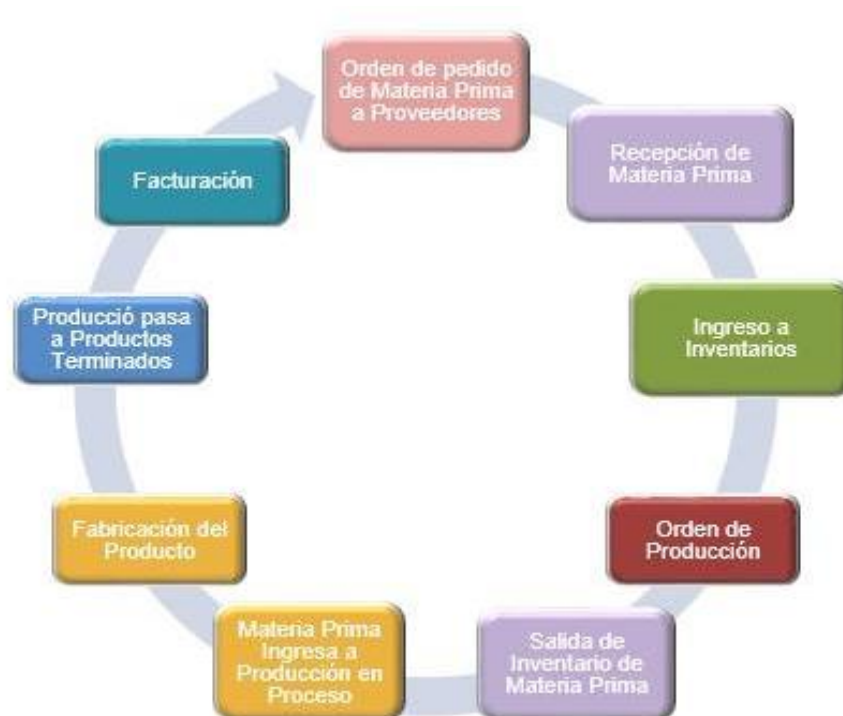 Orden de pedido
de Materia Prima
a Proveedores
Recepción de
Materia Prima
Ingreso a
Inventarios
Orden de
Producción
Salida de
Inventario de
Materia Prima
Materia Prima
Ingresa a
Producción en
Proceso
Fabricación del
Producto
Producció pasa
a Productos
Terminados
Facturación